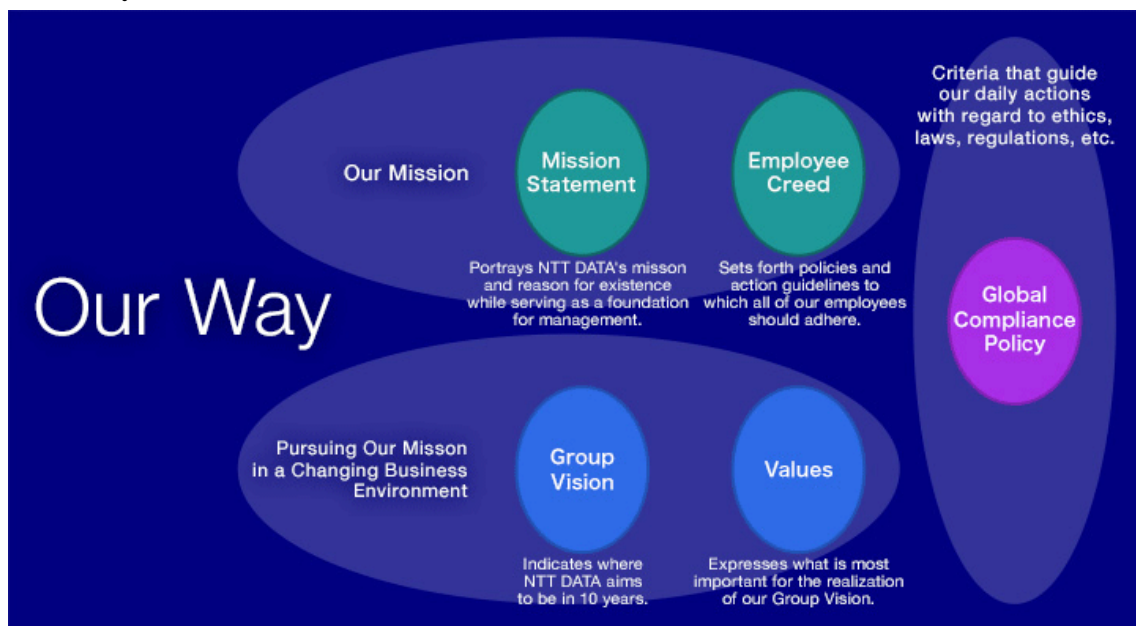 Our Way
Our Mission
Mission
Statement
Portrays NTT DATA's misson
and reason for existence
while serving as a foundation
for management.
Employee
Creed
Sets forth policies and
action guidelines to
which all of our employees
should adhere.
Pursuing Our Misson
in a Changing Business
Environment
Group
Vision
Indicates where
NTT DATA aims
to be in 10 years.
Values
Expresses what is most
important for the realization
of our Group Vision.
Criteria that guide
our daily actions
with regard to ethics,
laws, regulations, etc.
Global
Compliance
Policy